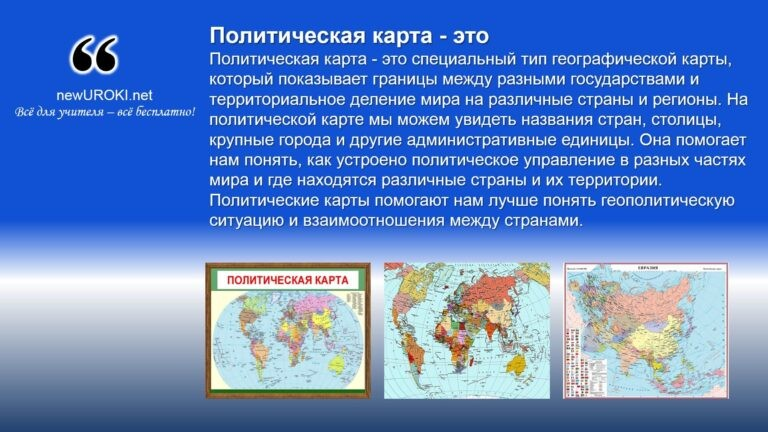 Политическая карта - это
Политическая карта - это специальный тип географической карты,
который показывает границы между разными государствами и
территориальное деление мира на различные страны и регионы. На
политической карте мы можем увидеть названия стран, столицы,
крупные города и другие административные единицы. Она помогает
нам понять, как устроено политическое управление в разных частях
мира и где находятся различные страны и их территории.
Политические карты помогают нам лучше понять геополитическую
ситуацию и взаимоотношения между странами.
newUROKI.net
Всё для учителя – всё бесплатно!
ПОЛИТИЧЕСКАЯ КАРТА
ЕВРАЗИЯ